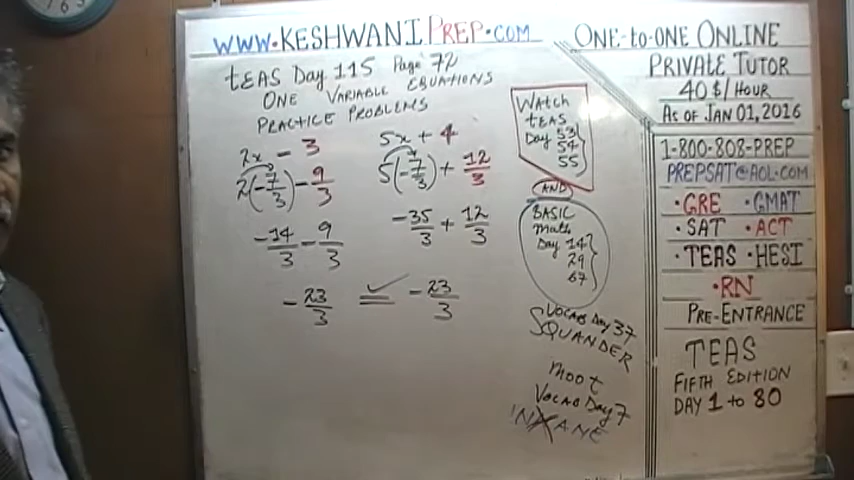 WWW.KESHWANIPREP.COM
TEAS Day 115 Page 72
ONE VARIABLE EQUATIONS
PRACTICE PROBLEMS
2x - 3
5x + 4
2(-7/3) - 9/3
5(-7/3) + 12/3
-14/3 - 9/3
-35/3 + 12/3
-23/3 = -23/3
Watch
TEAS
Day 53
54
55
AND
BASIC
Math
Day 14
29
67
VOCAB Day 37
SQUANDER
moot
VOCAB Day 7
INANE
ONE-to-ONE ONLINE
PRIVATE TUTOR
40$/HOUR
AS OF JAN 01, 2016
1-800-808-PREP
PREPSAT@AOL.COM
•GRE •GMAT
•SAT •ACT
•TEAS •HESI
•RN
PRE-ENTRANCE
TEAS
FIFTH EDITION
DAY 1 to 80